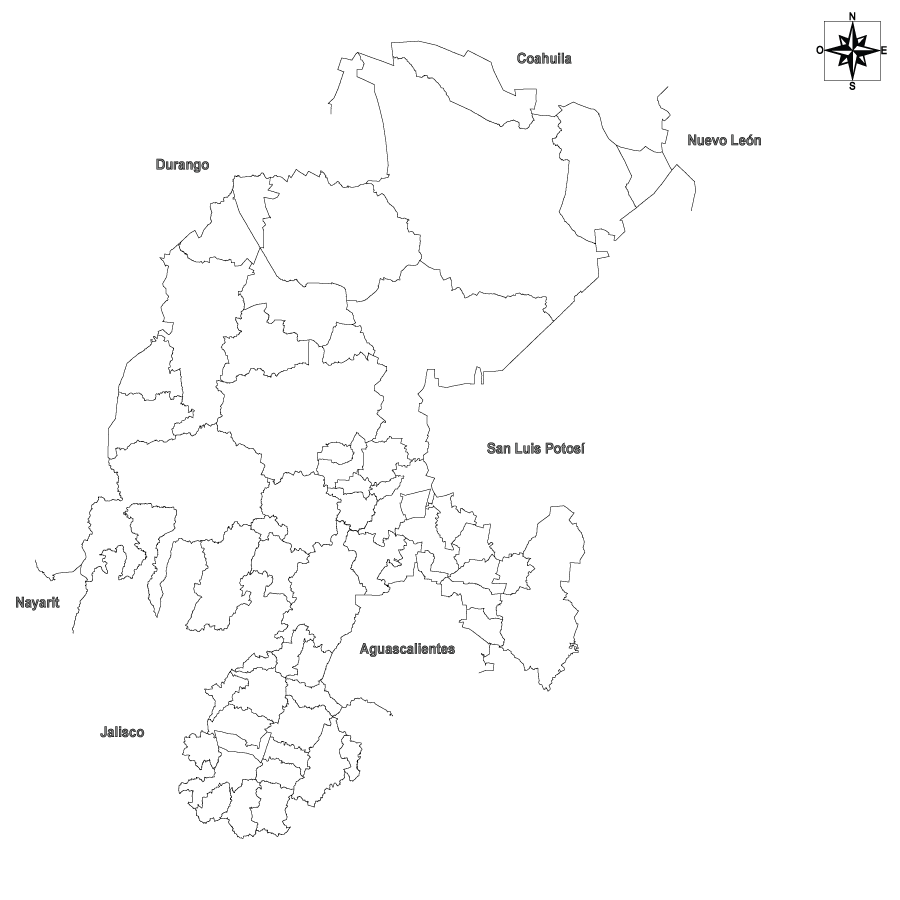 N
O
E
S
Coahuila
Nuevo León
Durango
San Luis Potosí
Nayarit
Aguascalientes
Jalisco